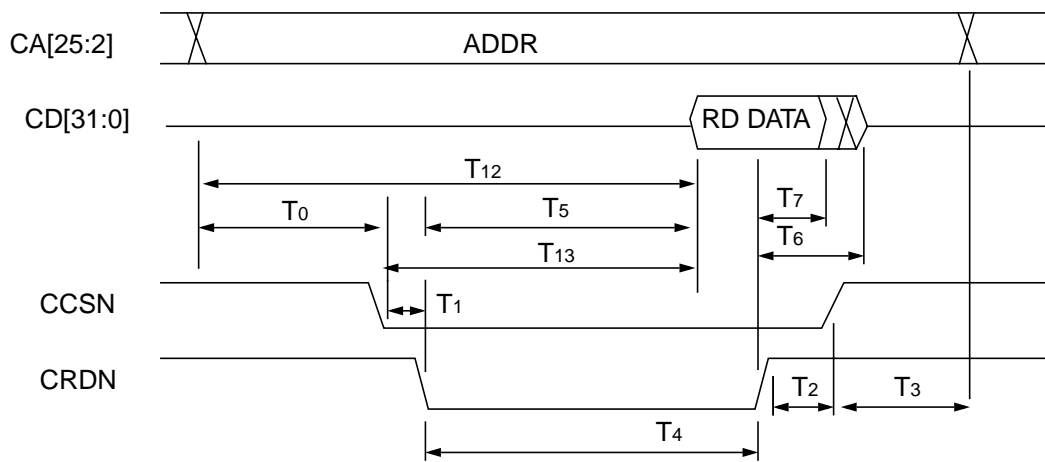 CA[25:2]
ADDR
CD[31:0]
RD DATA
T12
T0
T5
T7
T13
T6
CCSN
T1
CRDN
T2
T3
T4